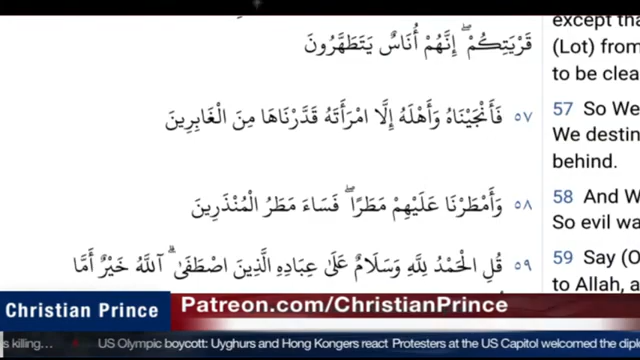 except tha
قَرْيَتِكُمْ ۖ إِنَّهُمْ أُنَاسٌ يَتَطَهَّرُونَ
(Lot) from
to be clea
٥٧ فَأَنْجَيْنَاهُ وَأَهْلَهُ إِلَّا امْرَأَتَهُ قَدَّرْنَاهَا مِنَ الْغَابِرِينَ
57 So We
We destin
behind.
٥٨ وَأَمْطَرْنَا عَلَيْهِمْ مَطَرًا ۖ فَسَاءَ مَطَرُ الْمُنْذَرِينَ
58 And W
So evil wa
٥٩ قُلِ الْحَمْدُ لِلَّهِ وَسَلَامٌ عَلَىٰ عِبَادِهِ الَّذِينَ اصْطَفَىٰ ۗ آللَّهُ خَيْرٌ أَمَّا
59 Say (O
to Allah, a
Christian Prince
Patreon.com/ChristianPrince
s killing...
US Olympic boycott: Uyghurs and Hong Kongers react Protesters at the US Capitol welcomed the dipl